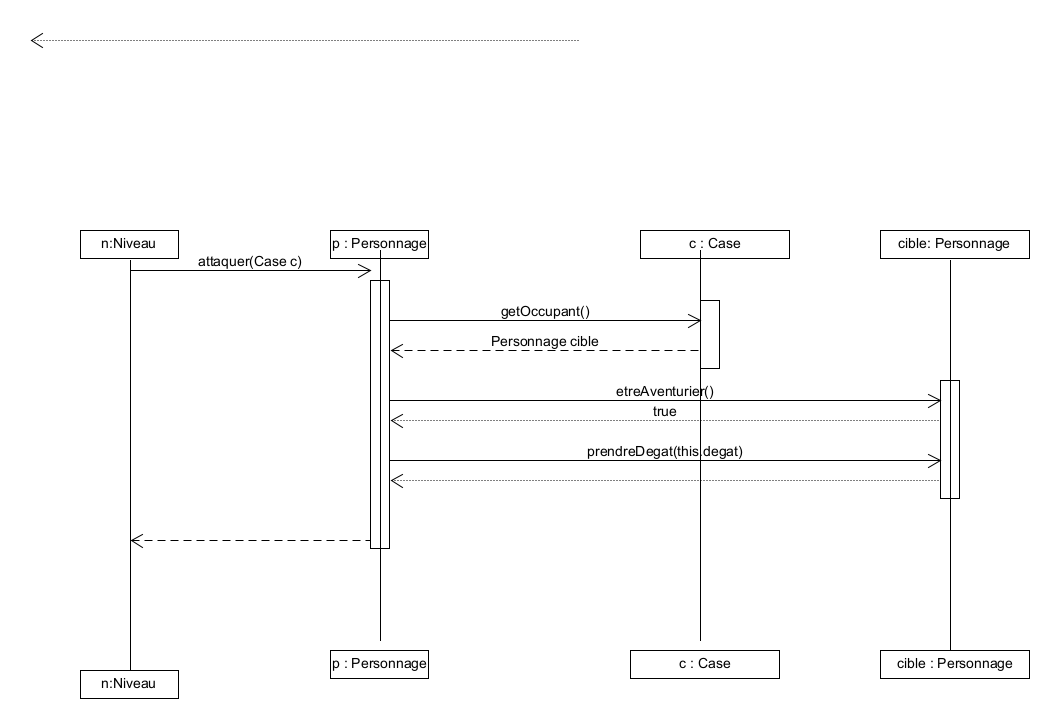 n:Niveau
p : Personnage
c : Case
cible: Personnage
attaquer(Case c)
getOccupant()
Personnage cible
etreAventurier()
true
prendreDegat(this.degat)
p : Personnage
c : Case
cible : Personnage
n:Niveau